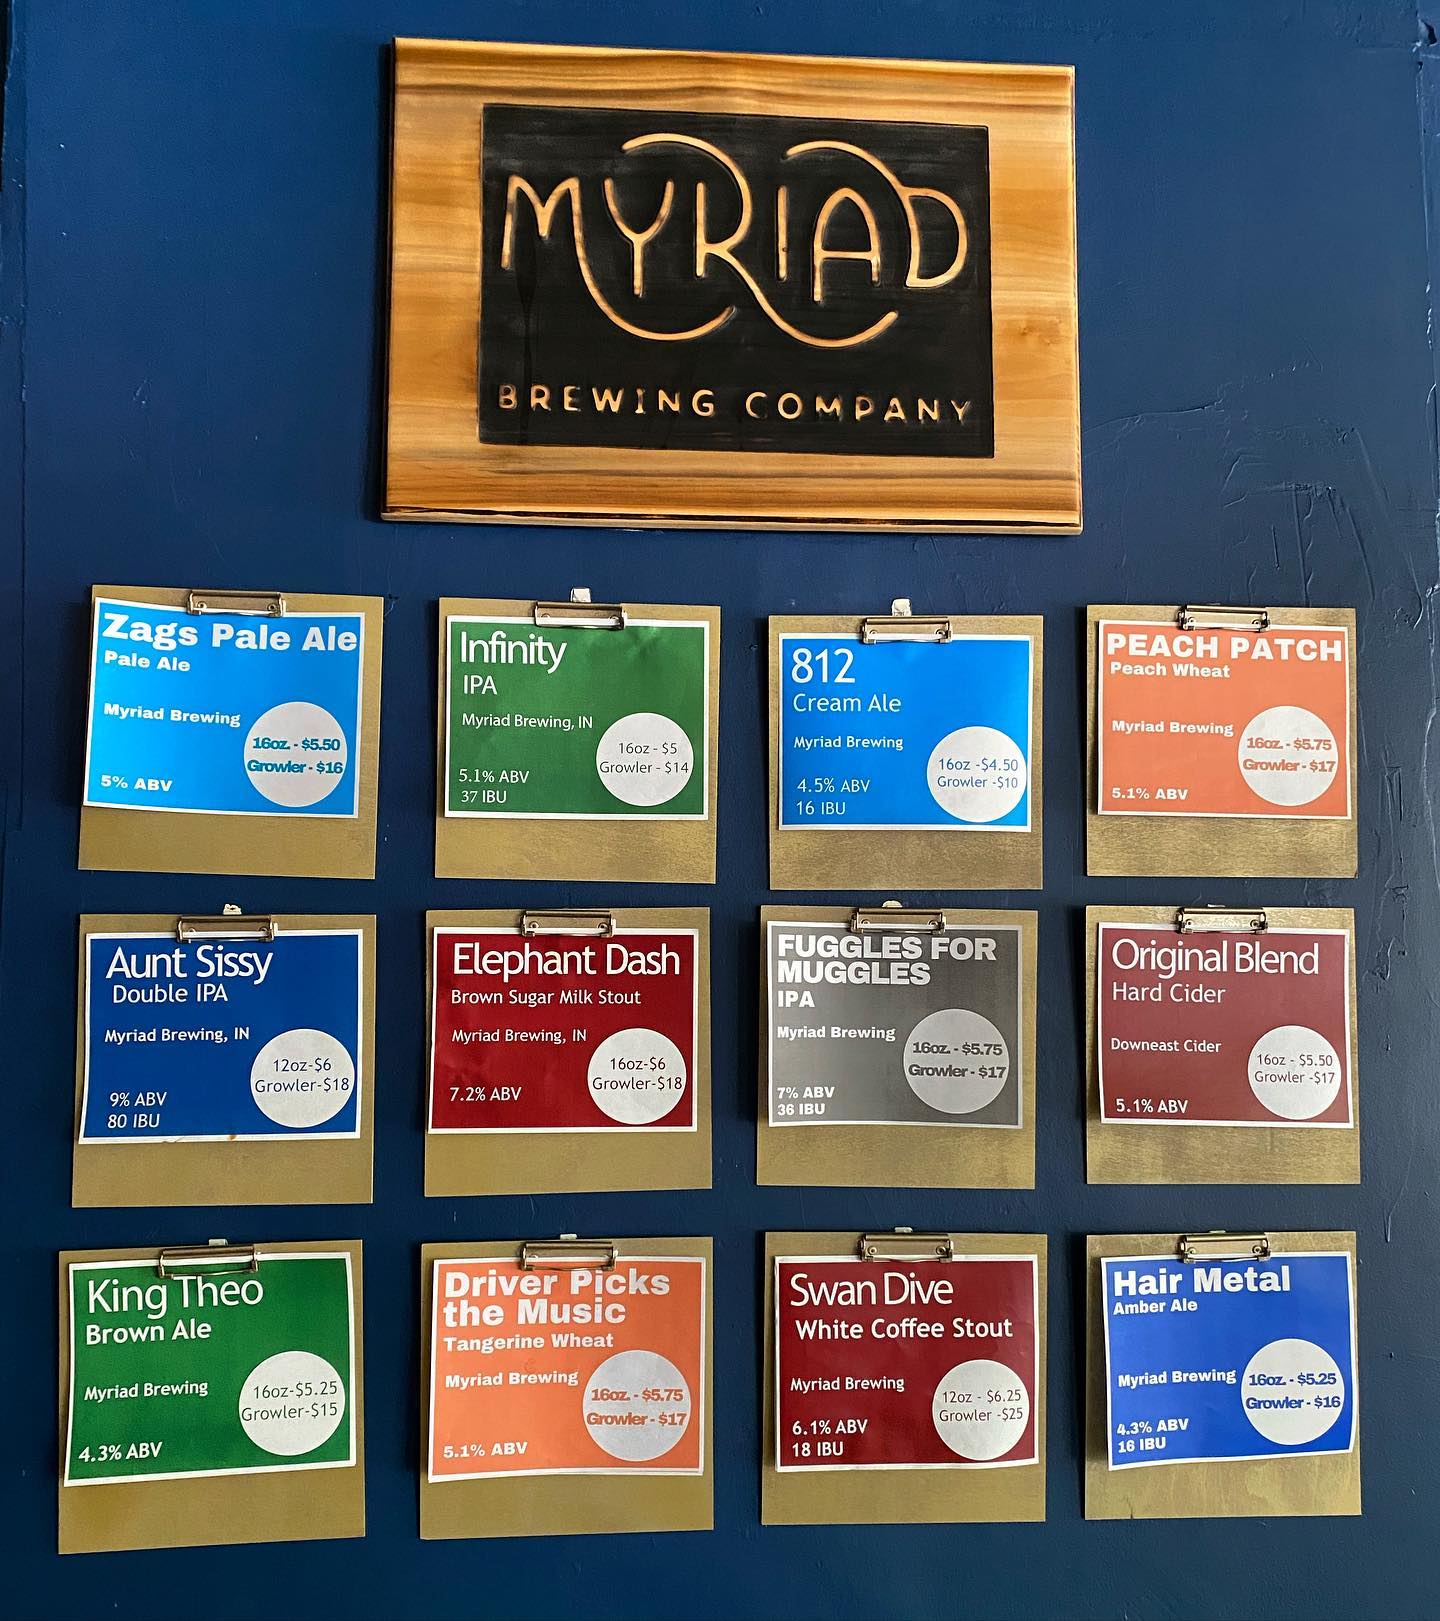 MYRIAD
BREWING COMPANY
Zags Pale Ale
Pale Ale
Myriad Brewing
16oz. - $5.50
Growler - $16
5% ABV
Infinity
IPA
Myriad Brewing, IN
16oz - $5
Growler - $14
5.1% ABV
37 IBU
812
Cream Ale
Myriad Brewing
16oz -$4.50
Growler -$10
4.5% ABV
16 IBU
PEACH PATCH
Peach Wheat
Myriad Brewing
16oz. - $5.75
Growler - $17
5.1% ABV
Aunt Sissy
Double IPA
Myriad Brewing, IN
12oz-$6
Growler-$18
9% ABV
80 IBU
Elephant Dash
Brown Sugar Milk Stout
Myriad Brewing, IN
16oz-$6
Growler-$18
7.2% ABV
FUGGLES FOR
MUGGLES
IPA
Myriad Brewing
16oz. - $5.75
Growler - $17
7% ABV
36 IBU
Original Blend
Hard Cider
Downeast Cider
16oz - $5.50
Growler -$17
5.1% ABV
King Theo
Brown Ale
Myriad Brewing
16oz-$5.25
Growler-$15
4.3% ABV
Driver Picks
the Music
Tangerine Wheat
Myriad Brewing
16oz. - $5.75
Growler - $17
5.1% ABV
Swan Dive
White Coffee Stout
Myriad Brewing
12oz - $6.25
Growler -$25
6.1% ABV
18 IBU
Hair Metal
Amber Ale
Myriad Brewing
16oz. - $5.25
Growler - $16
4.3% ABV
16 IBU